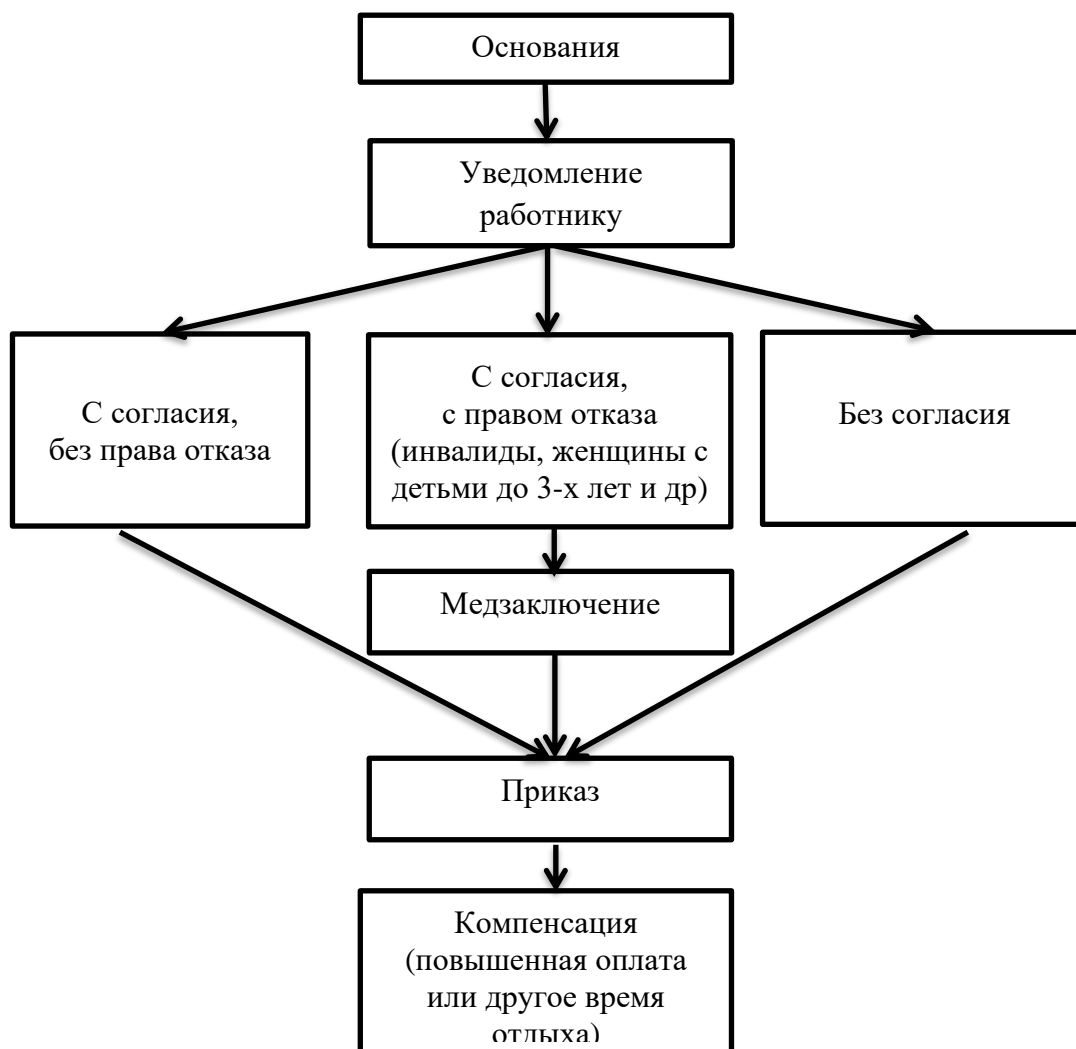 Основания
Уведомление
работнику
С согласия,
без права отказа
С согласия,
с правом отказа
(инвалиды, женщины с
детьми до 3-х лет и др)
Без согласия
Медзаключение
Приказ
Компенсация
(повышенная оплата
или другое время
отдыха)